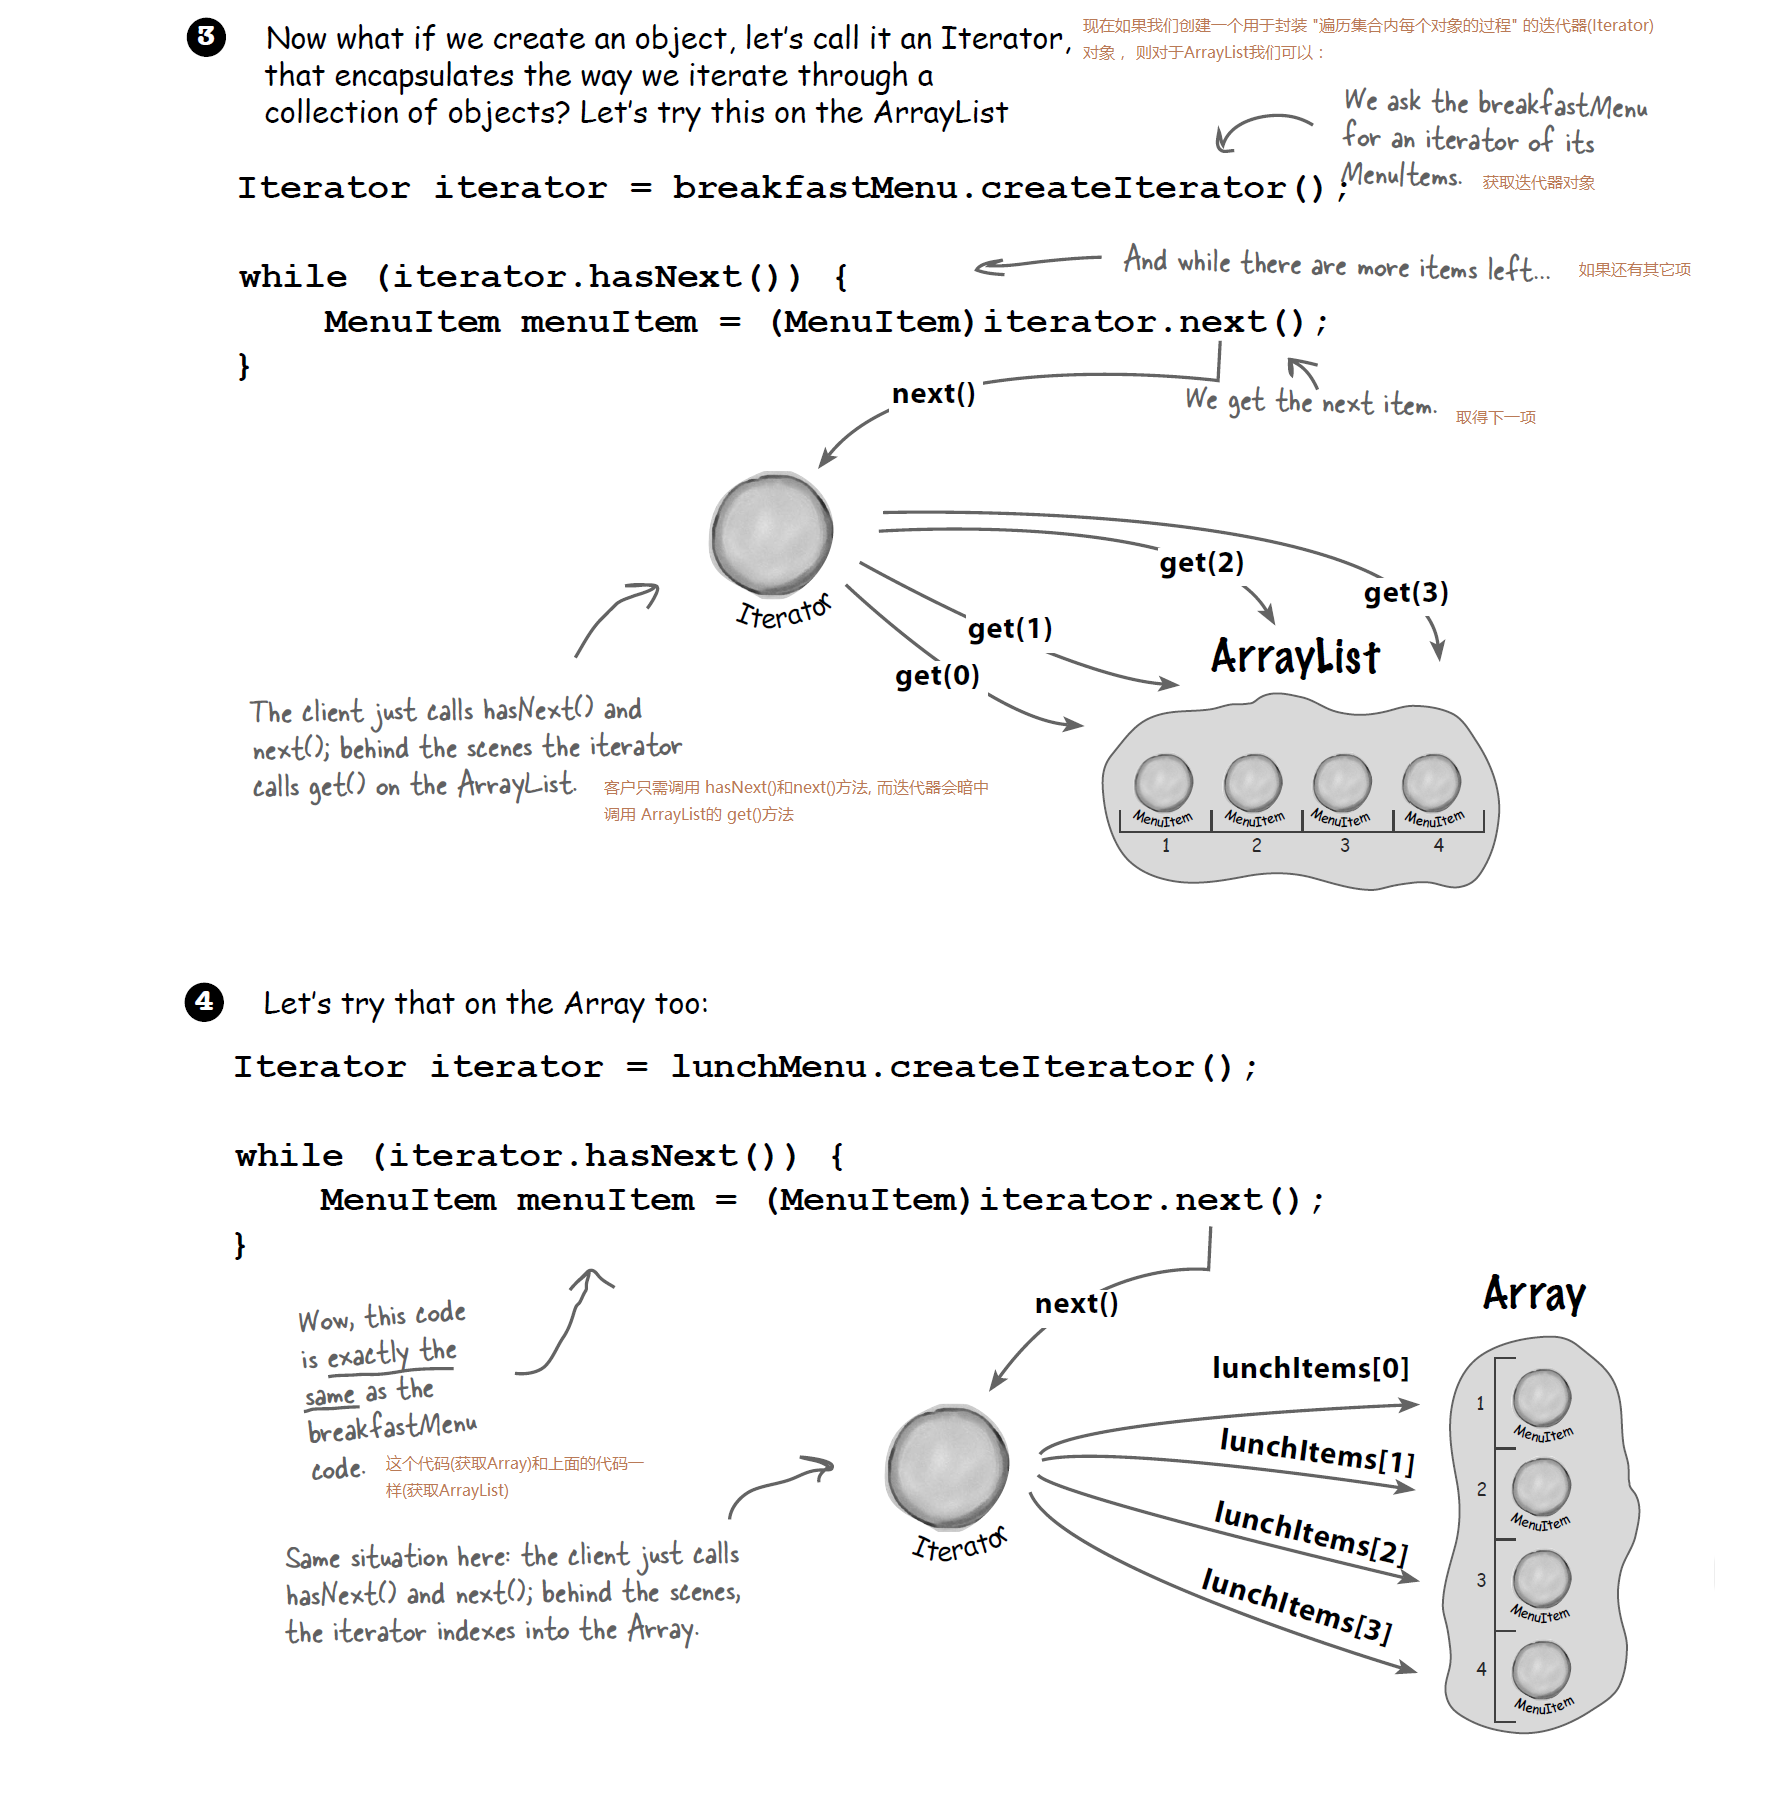 3
Now what if we create an object, let's call it an Iterator,
that encapsulates the way we iterate through a
collection of objects? Let's try this on the ArrayList
现在如果我们创建一个用于封装 "遍历集合内每个对象的过程" 的迭代器(Iterator)
对象， 则对于ArrayList我们可以：
We ask the breakfastMenu
for an iterator of its
MenuItems.
获取迭代器对象
Iterator iterator = breakfastMenu.createIterator();
while (iterator.hasNext()) {
And while there are more items left...
如果还有其它项
MenuItem menuItem = (MenuItem)iterator.next();
}
next()
We get the next item.
取得下一项
Iterator
get(2)
get(3)
get(1)
get(0)
ArrayList
The client just calls hasNext() and
next(); behind the scenes the iterator
calls get() on the ArrayList.
客户只需调用 hasNext()和next()方法, 而迭代器会暗中
调用 ArrayList的 get()方法
MenuItem MenuItem MenuItem MenuItem
1 2 3 4
4
Let's try that on the Array too:
Iterator iterator = lunchMenu.createIterator();
while (iterator.hasNext()) {
MenuItem menuItem = (MenuItem)iterator.next();
}
Wow, this code
is exactly the
same as the
breakfastMenu
code.
这个代码(获取Array)和上面的代码一
样(获取ArrayList)
next()
Iterator
Same situation here: the client just calls
hasNext() and next(); behind the scenes,
the iterator indexes into the Array.
Array
lunchItems[0]
lunchItems[1]
lunchItems[2]
lunchItems[3]
1
MenuItem
2
MenuItem
3
MenuItem
4
MenuItem